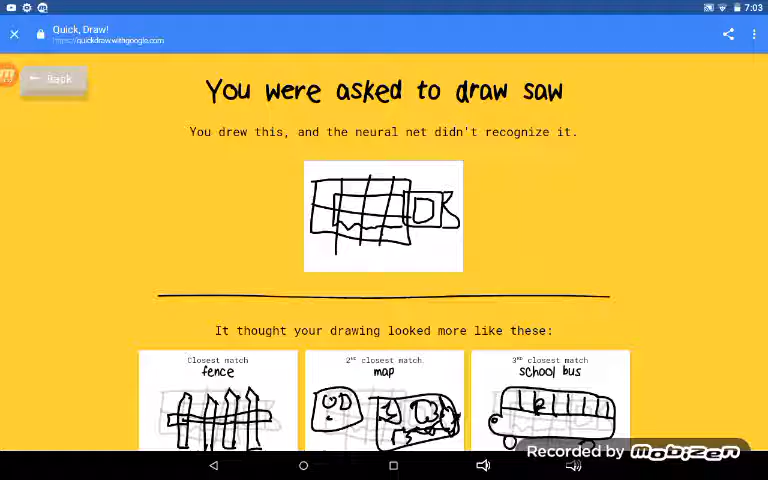 7:03
Quick, Draw!
https://quickdraw.withgoogle.com
← Back
You were asked to draw saw
You drew this, and the neural net didn't recognize it.
It thought your drawing looked more like these:
Closest match
fence
2ND closest match
map
3RD closest match
school bus
Recorded by mobizen